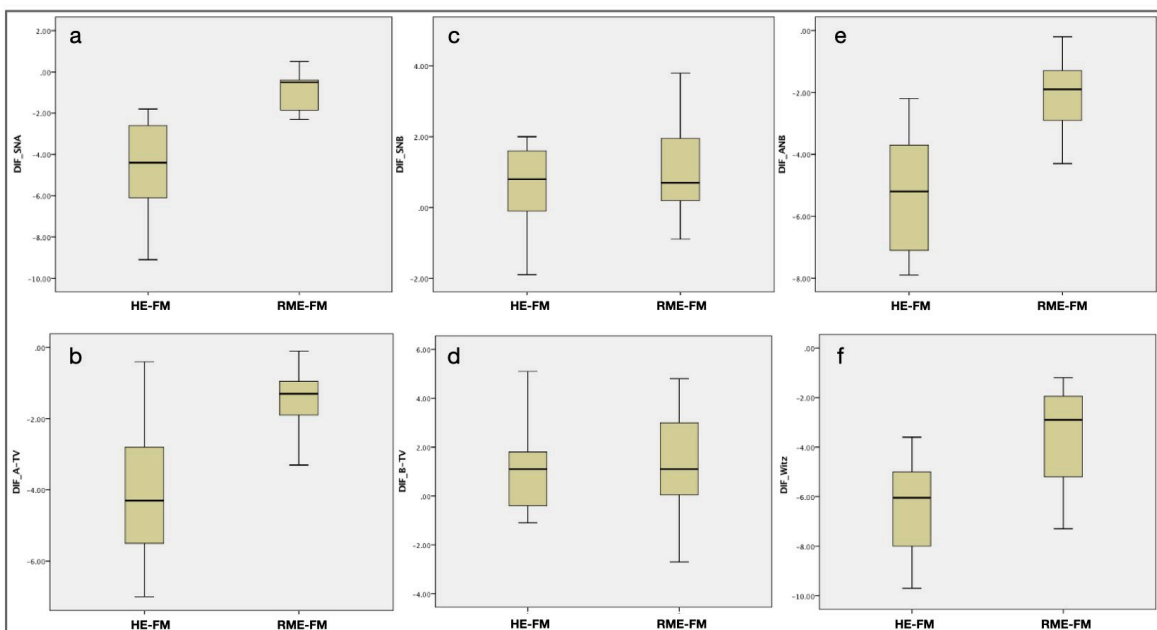 a
2.00
.00
-2.00
-4.00
-6.00
-8.00
-10.00
DIF_SNA
HE-FM
RME-FM
c
4.00
2.00
.00
-2.00
DIF_SNB
HE-FM
RME-FM
e
.00
-2.00
-4.00
-6.00
-8.00
DIF_ANB
HE-FM
RME-FM
b
.00
-2.00
-4.00
-6.00
DIF_A-TV
HE-FM
RME-FM
d
6.00
4.00
2.00
.00
-2.00
-4.00
DIF_B-TV
HE-FM
RME-FM
f
.00
-2.00
-4.00
-6.00
-8.00
-10.00
DIF_Witz
HE-FM
RME-FM